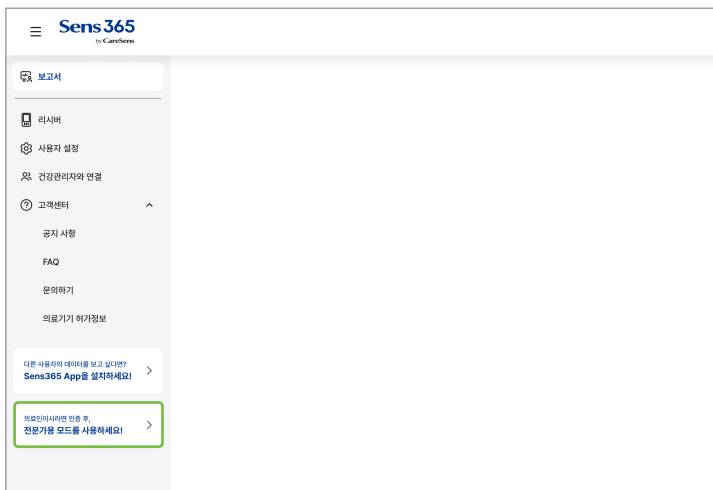 Sens365
by CareSens
보고서
리시버
사용자 설정
건강관리자와 연결
고객센터
공지 사항
FAQ
문의하기
의료기기 허가정보
다른 사용자의 데이터를 보고 싶다면?
Sens365 App을 설치하세요!
의료인이시라면 인증 후,
전문가용 모드를 사용하세요!